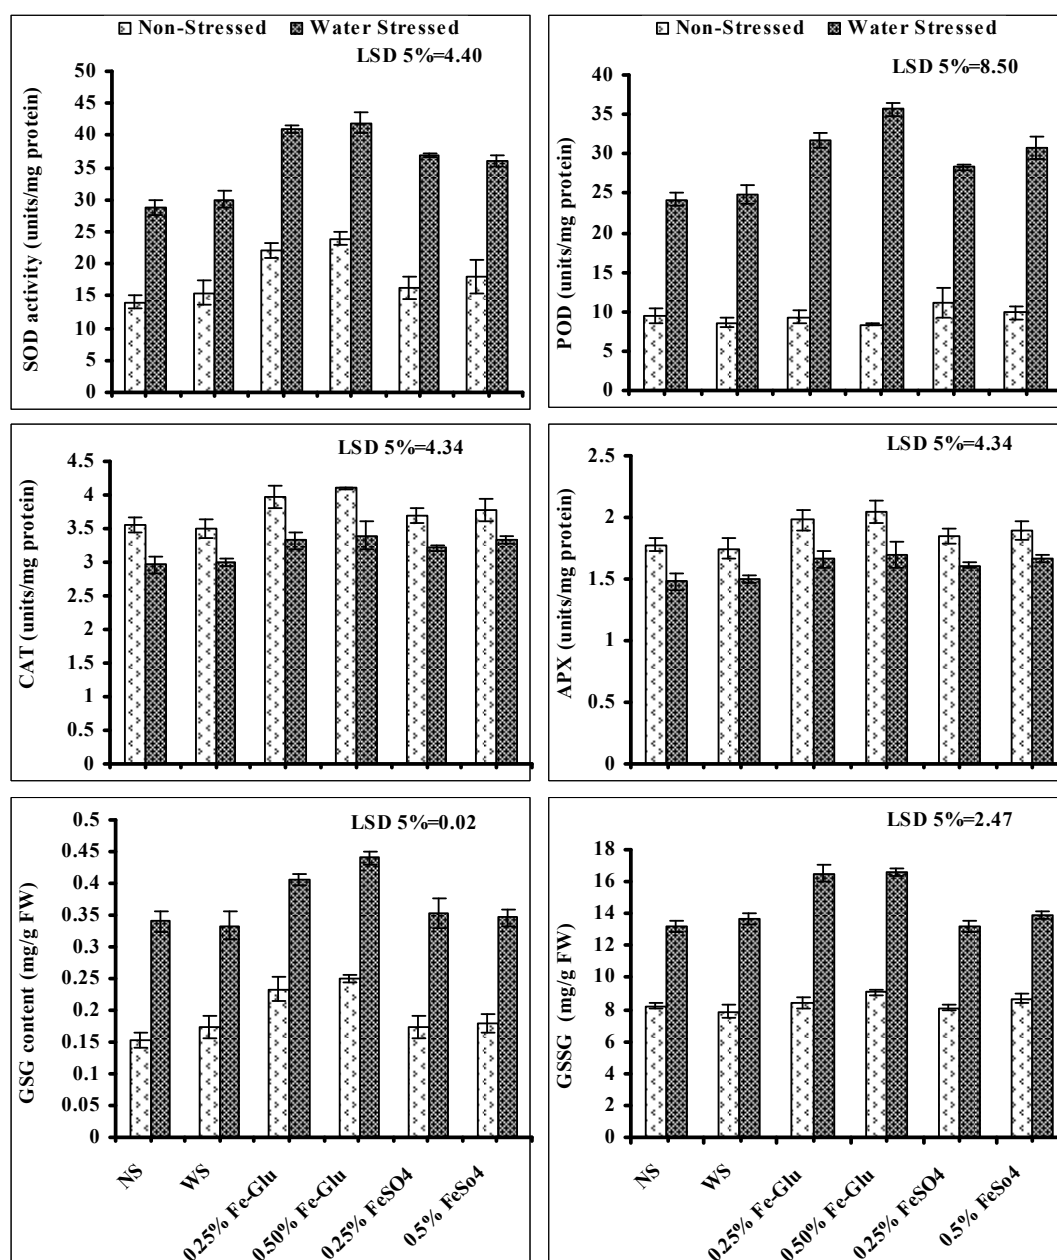 Non-Stressed Water Stressed
LSD 5%=4.40
SOD activity (units/mg protein)
50
45
40
35
30
25
20
15
10
5
0
Non-Stressed Water Stressed
LSD 5%=8.50
POD (units/mg protein)
40
35
30
25
20
15
10
5
0
LSD 5%=4.34
CAT (units/mg protein)
4.5
4
3.5
3
2.5
2
1.5
1
0.5
0
LSD 5%=4.34
APX (units/mg protein)
2.5
2
1.5
1
0.5
0
LSD 5%=0.02
GSG content (mg/g FW)
0.5
0.45
0.4
0.35
0.3
0.25
0.2
0.15
0.1
0.05
0
NS
WS
0.25% Fe-Glu
0.50% Fe-Glu
0.25% FeSO4
0.5% FeSo4
LSD 5%=2.47
GSSG (mg/g FW)
18
16
14
12
10
8
6
4
2
0
NS
WS
0.25% Fe-Glu
0.50% Fe-Glu
0.25% FeSO4
0.5% FeSo4